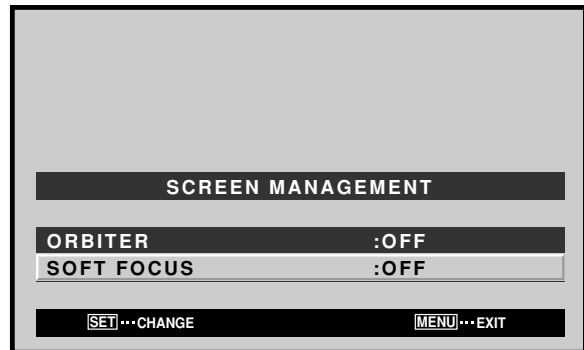 SCREEN MANAGEMENT
ORBITER :OFF
SOFT FOCUS :OFF
SET ···CHANGE MENU ···EXIT